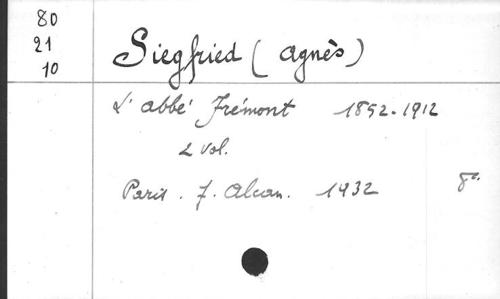 80
21
10
Siegfried (Agnès)
L'abbé Frémont 1852-1912
2 vol.
Paris. F. Alcan. 1932 8°.